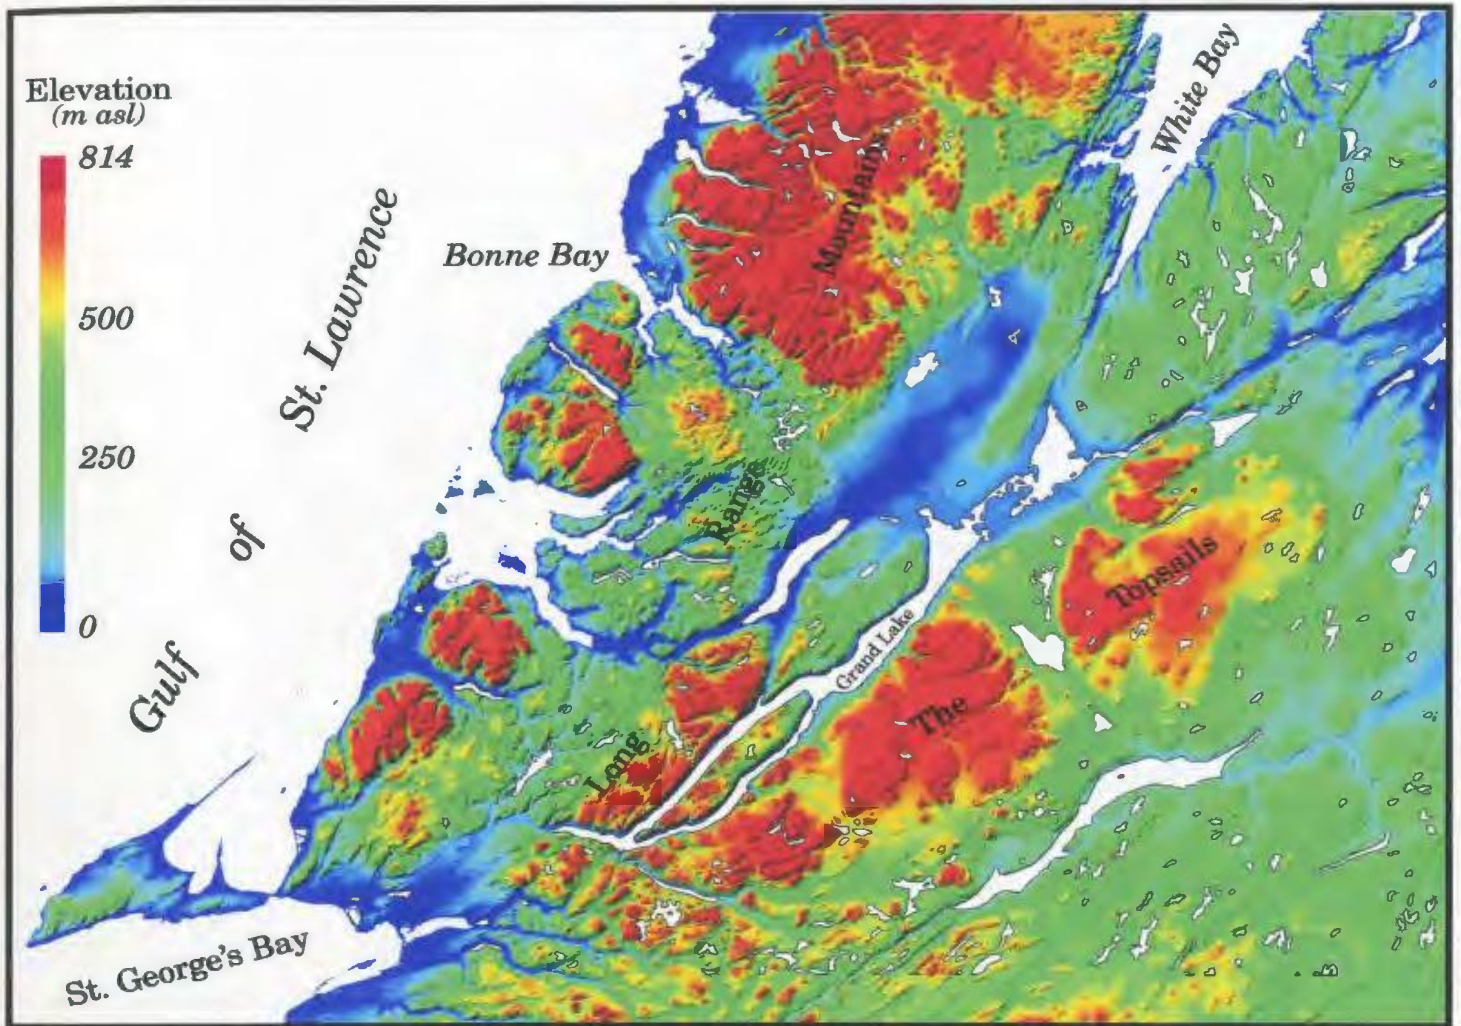 Elevation
(m asl)
814
500
250
0
Gulf
of
St. Lawrence
Bonne Bay
White Bay
Long
Range
Mountains
Grand Lake
The
Topsails
St. George's Bay